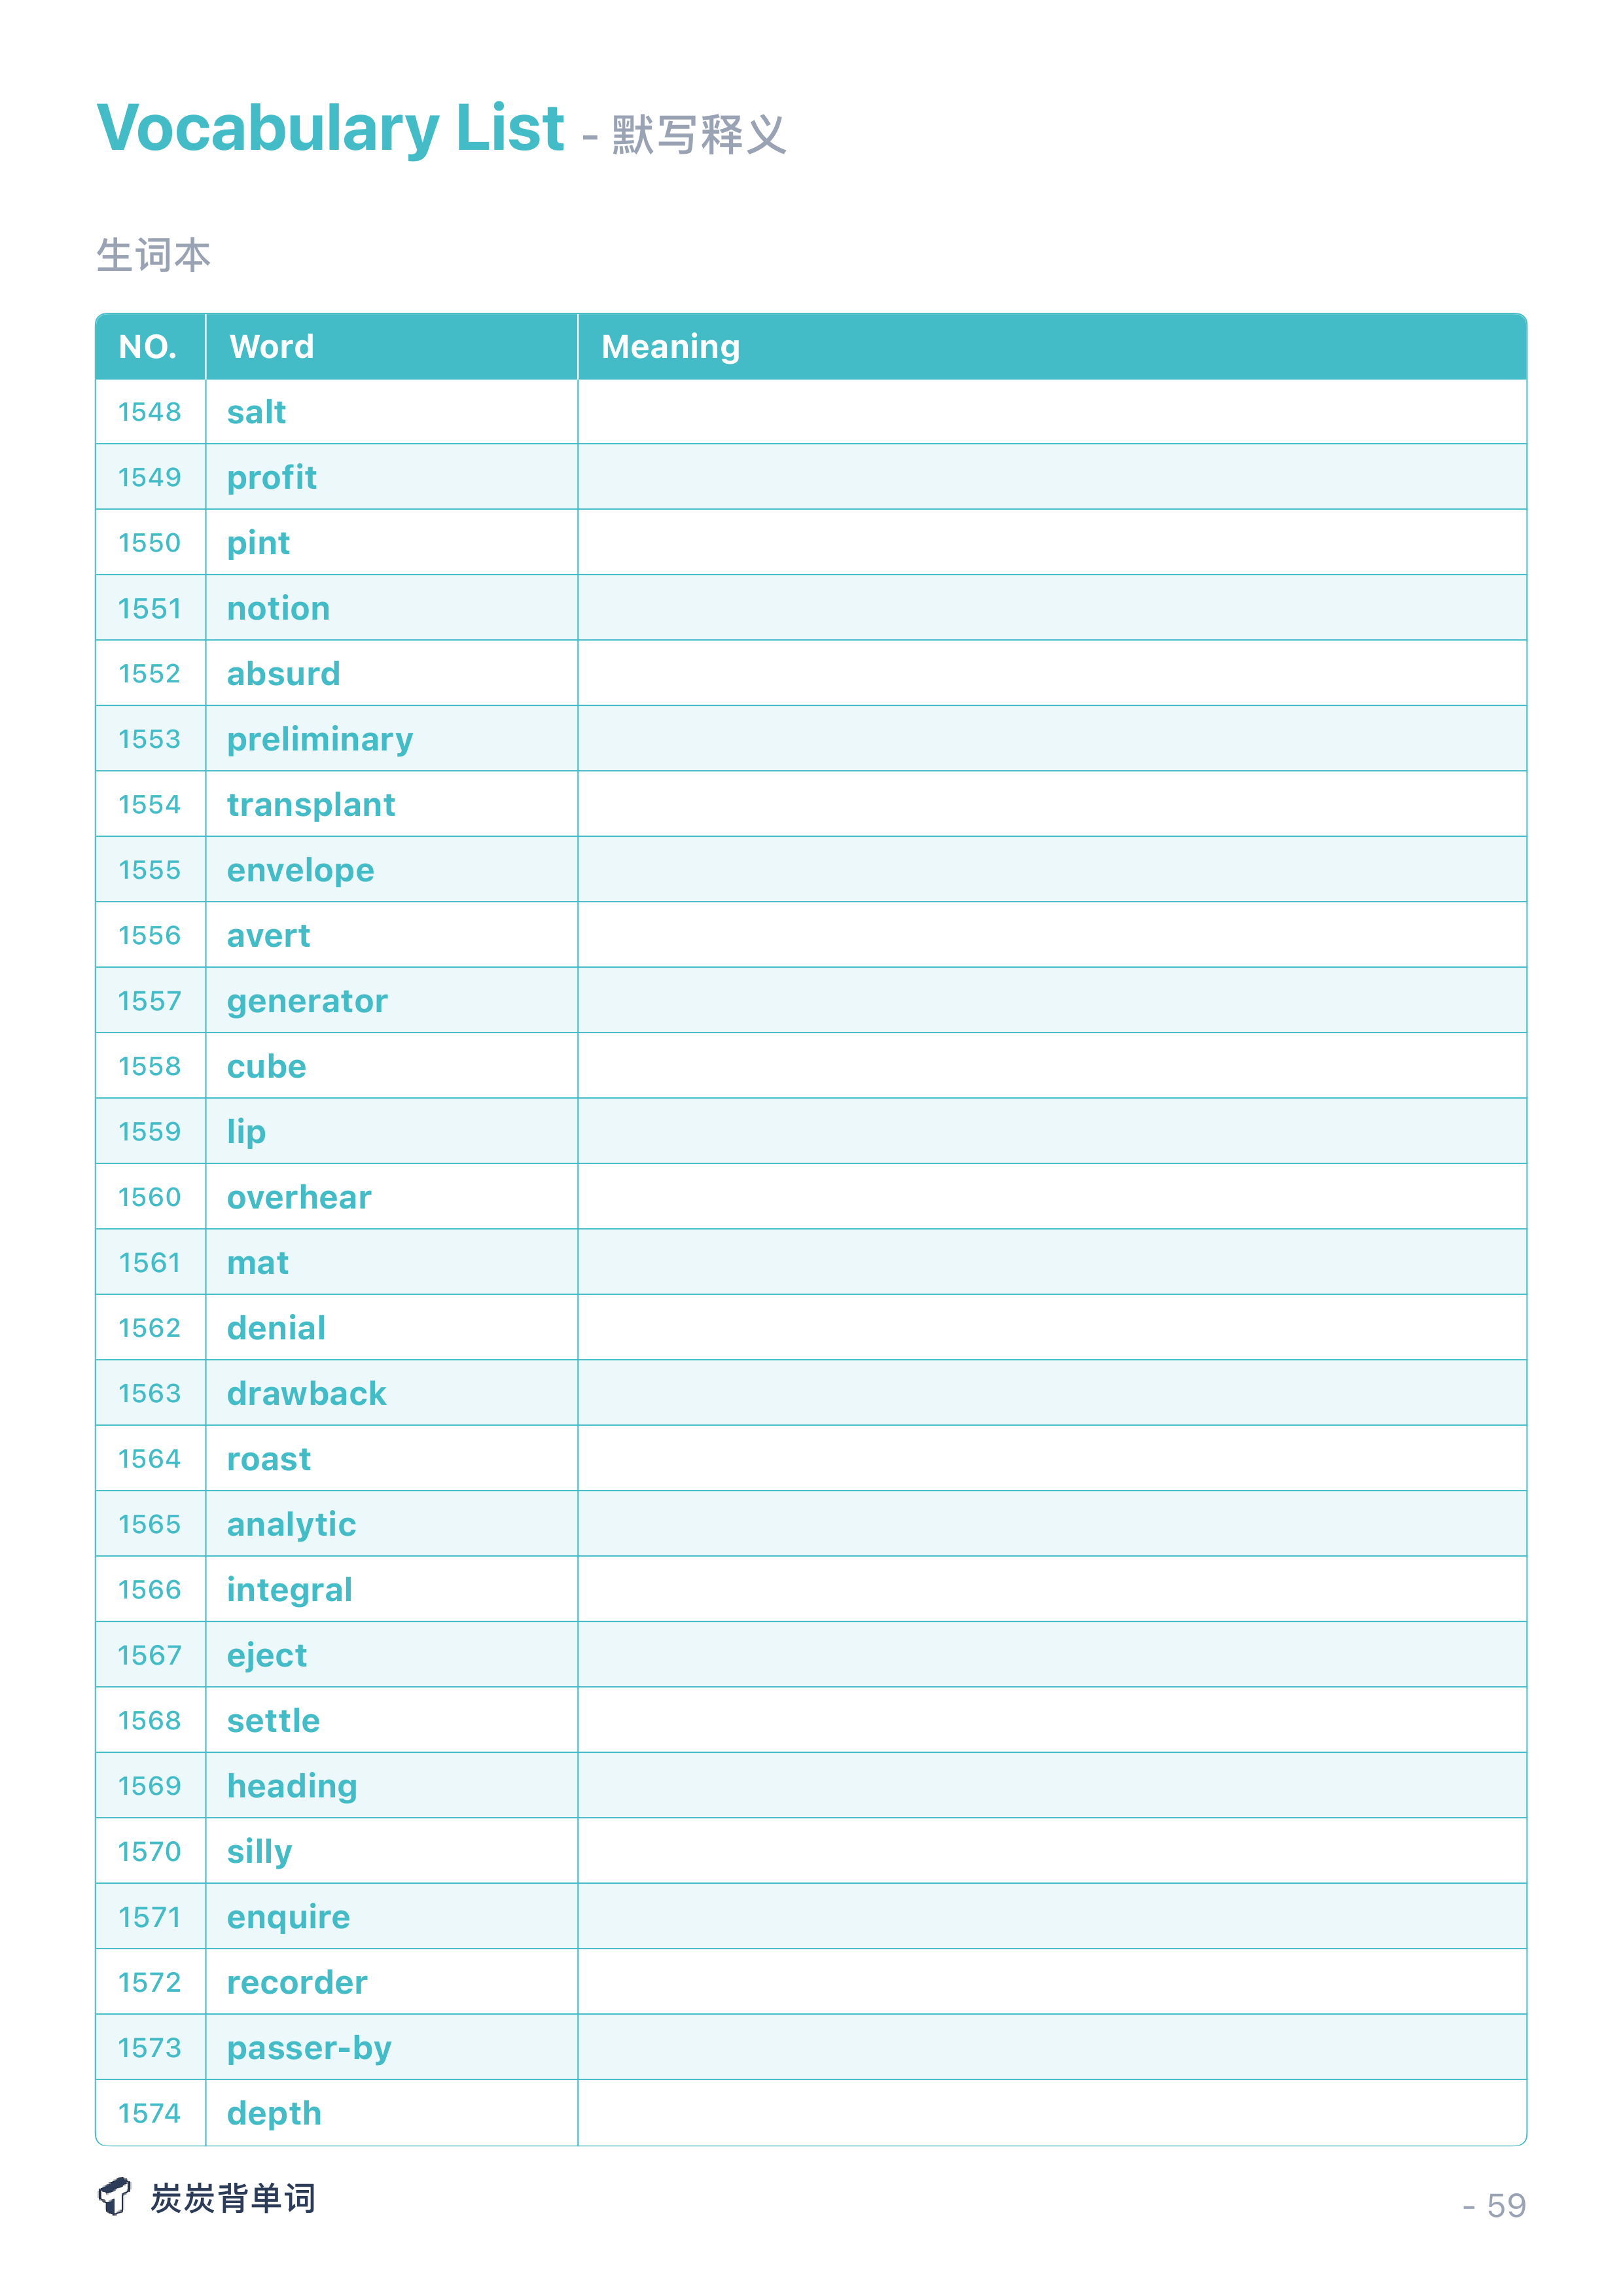 Vocabulary List - 默写释义
生词本
NO. Word Meaning
1548 salt
1549 profit
1550 pint
1551 notion
1552 absurd
1553 preliminary
1554 transplant
1555 envelope
1556 avert
1557 generator
1558 cube
1559 lip
1560 overhear
1561 mat
1562 denial
1563 drawback
1564 roast
1565 analytic
1566 integral
1567 eject
1568 settle
1569 heading
1570 silly
1571 enquire
1572 recorder
1573 passer-by
1574 depth
炭炭背单词
- 59